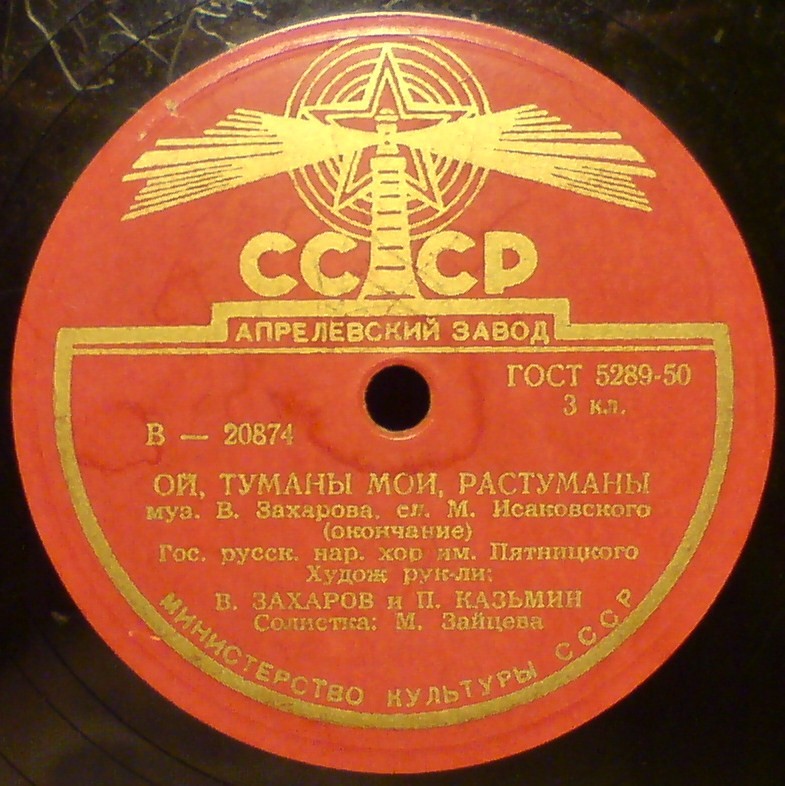 СССР
АПРЕЛЕВСКИЙ ЗАВОД
ГОСТ 5289-50
3 кл.
В — 20874
ОЙ, ТУМАНЫ МОИ, РАСТУМАНЫ
муз. В. Захарова, сл. М. Исаковского
(окончание)
Гос. русск. нар. хор им. Пятницкого
Худож рук-ли:
В. ЗАХАРОВ и П. КАЗЬМИН
Солистка: М. Зайцева
МИНИСТЕРСТВО КУЛЬТУРЫ СССР